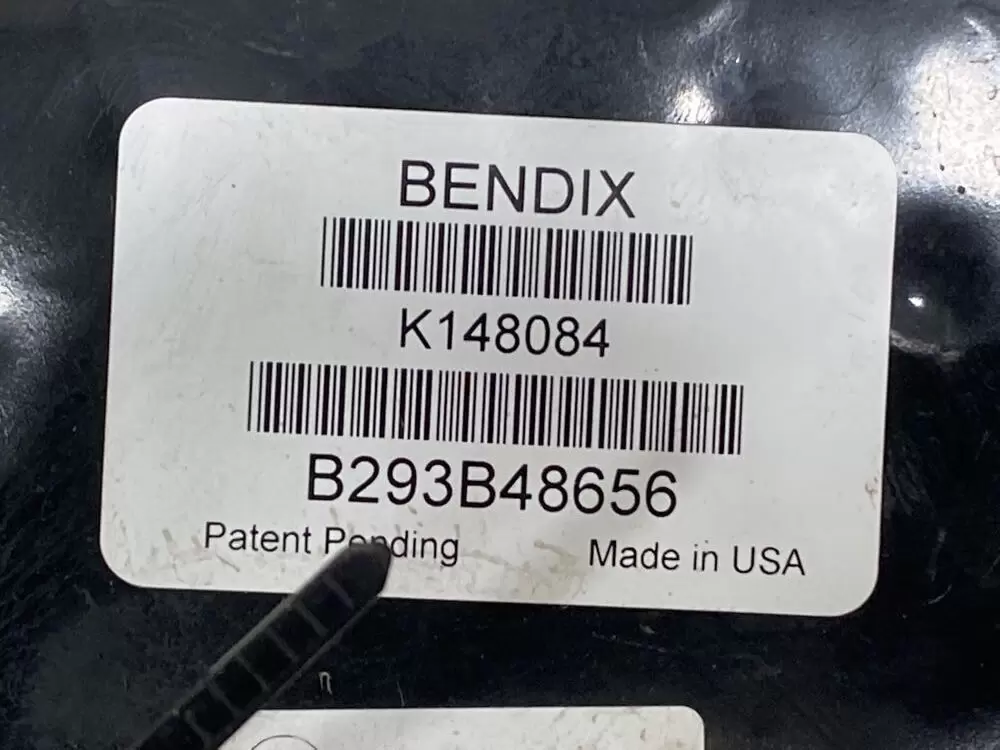 BENDIX
K148084
B293B48656
Patent Pending Made in USA